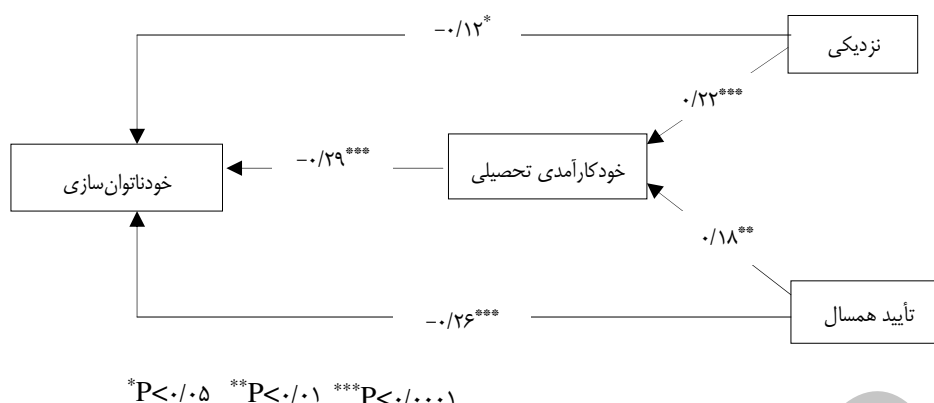 -۰/۱۲*
نزدیکی
۰/۲۲***
خودکارآمدی تحصیلی
-۰/۲۹***
خودناتوان‌سازی
۰/۱۸**
تأیید همسال
-۰/۲۶***
*P<۰/۰۵ **P<۰/۰۱ ***P<۰/۰۰۰۱